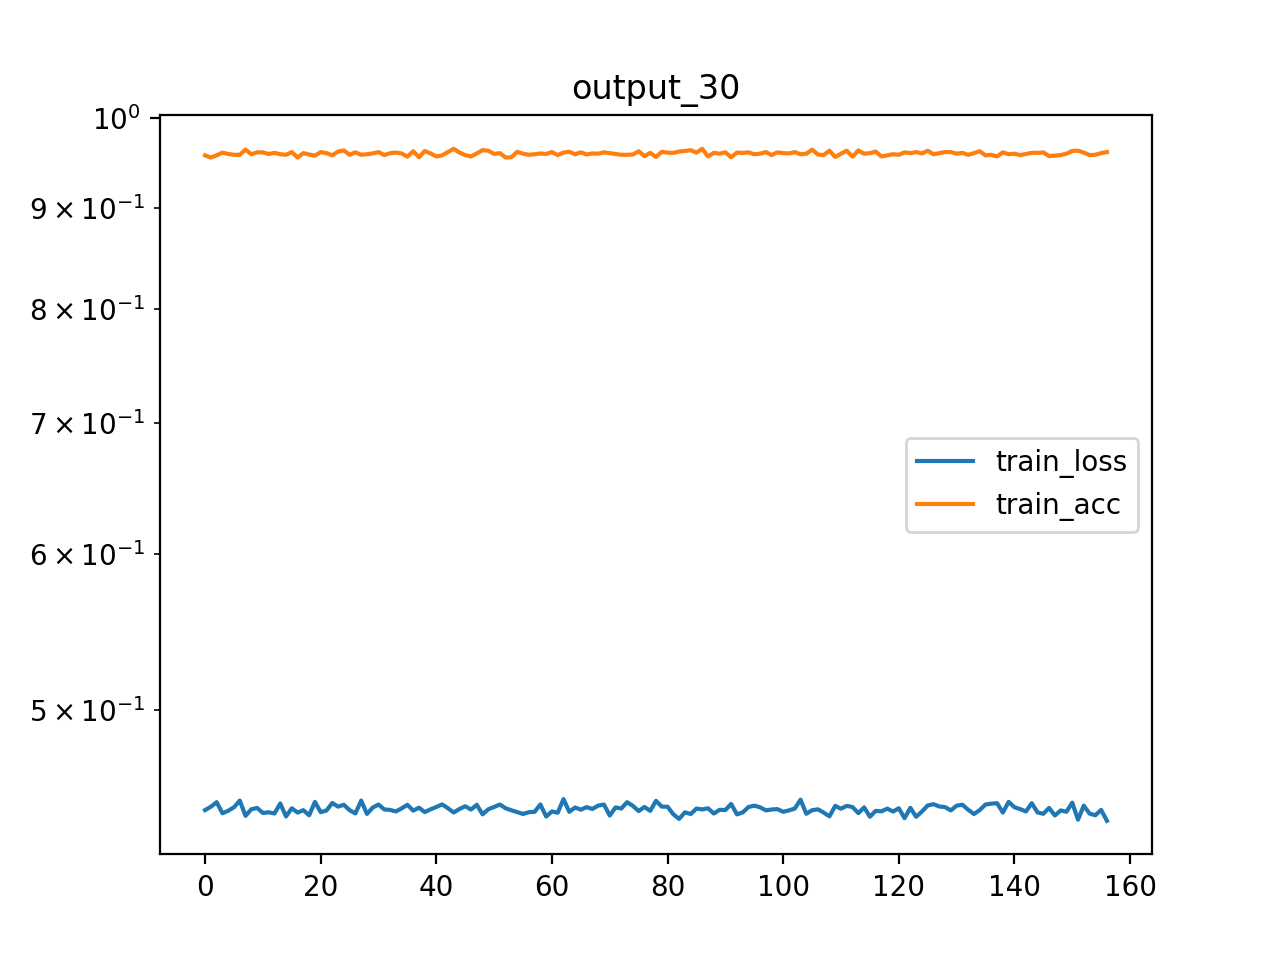 output_30
10⁰
9 × 10⁻¹
8 × 10⁻¹
7 × 10⁻¹
6 × 10⁻¹
5 × 10⁻¹
train_loss
train_acc
0 20 40 60 80 100 120 140 160